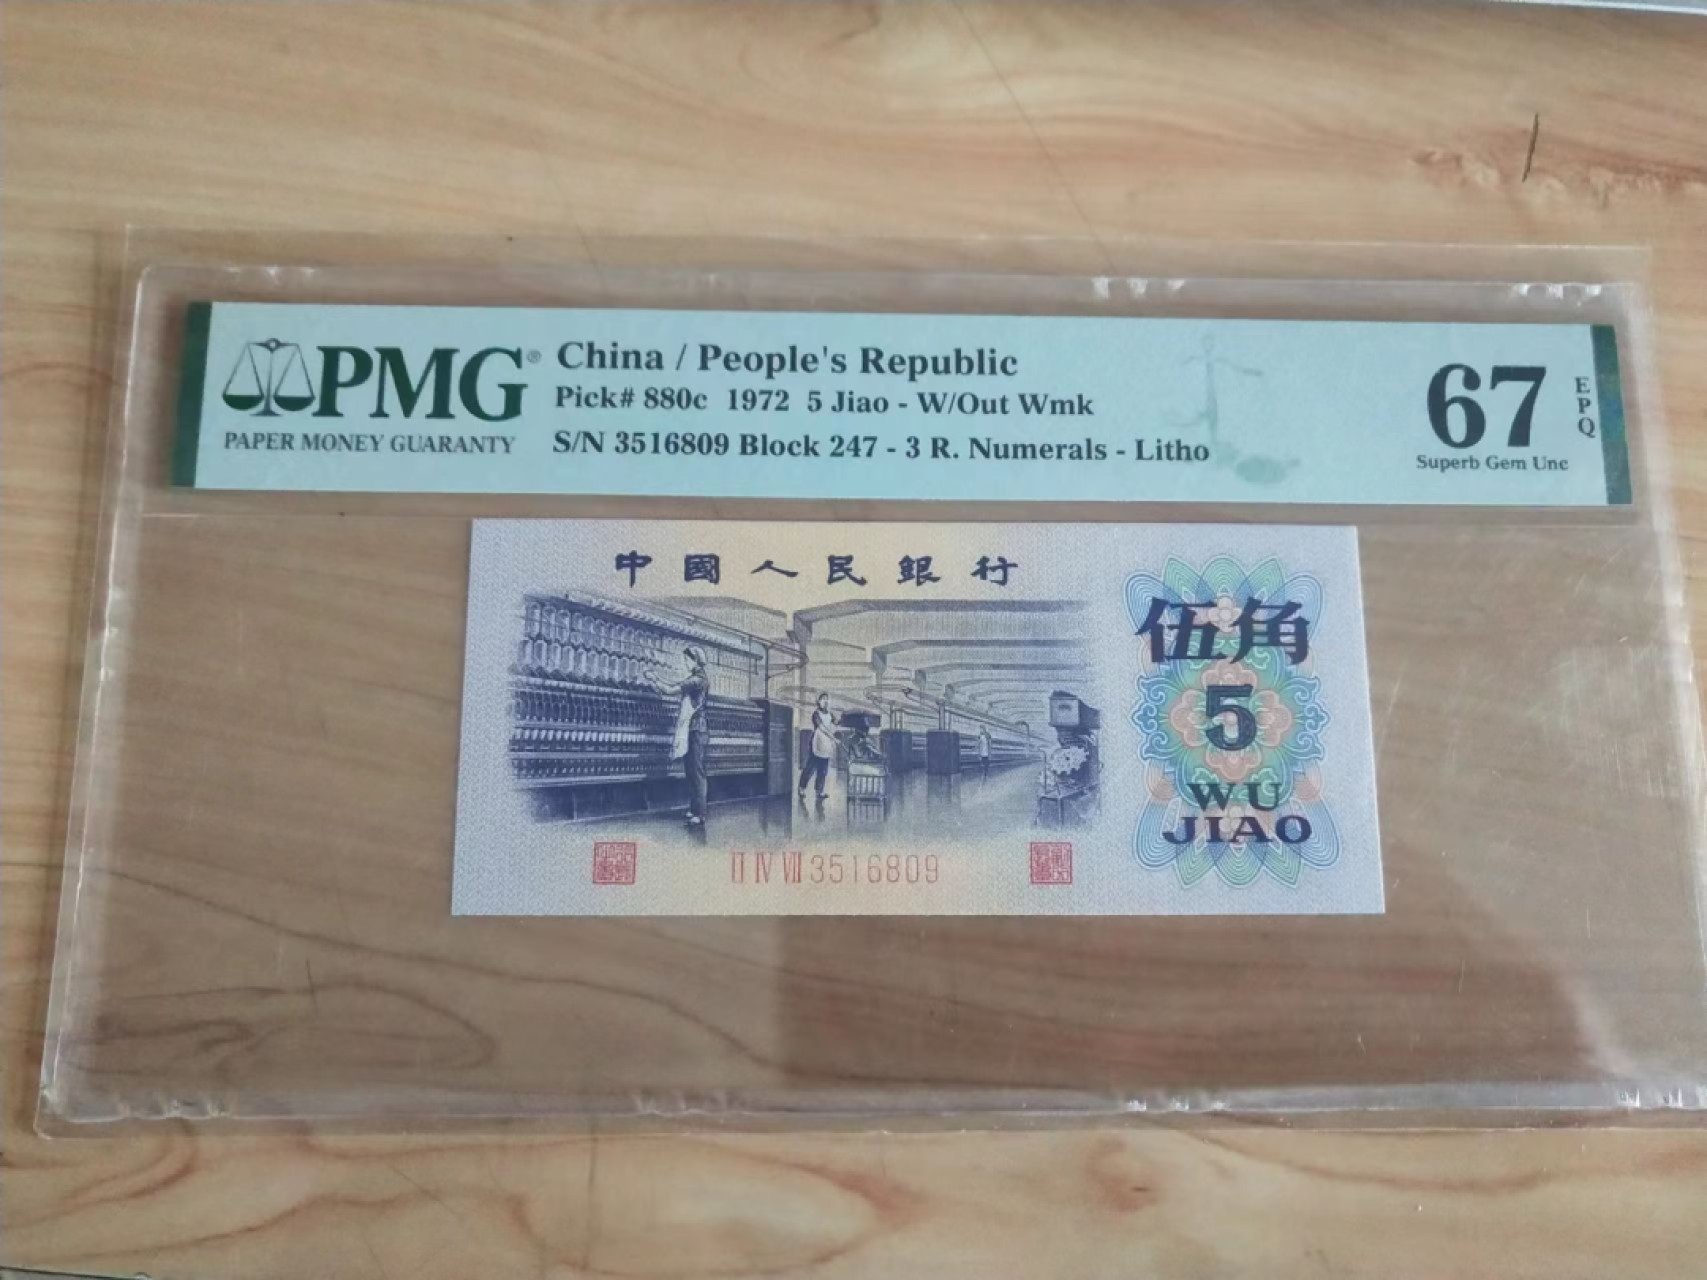 PMG®
PAPER MONEY GUARANTY
China / People's Republic
Pick# 880c 1972 5 Jiao - W/Out Wmk
S/N 3516809 Block 247 - 3 R. Numerals - Litho
67
EPQ
Superb Gem Unc
中國人民銀行
伍角
5
WU
JIAO
II IV VII 3516809